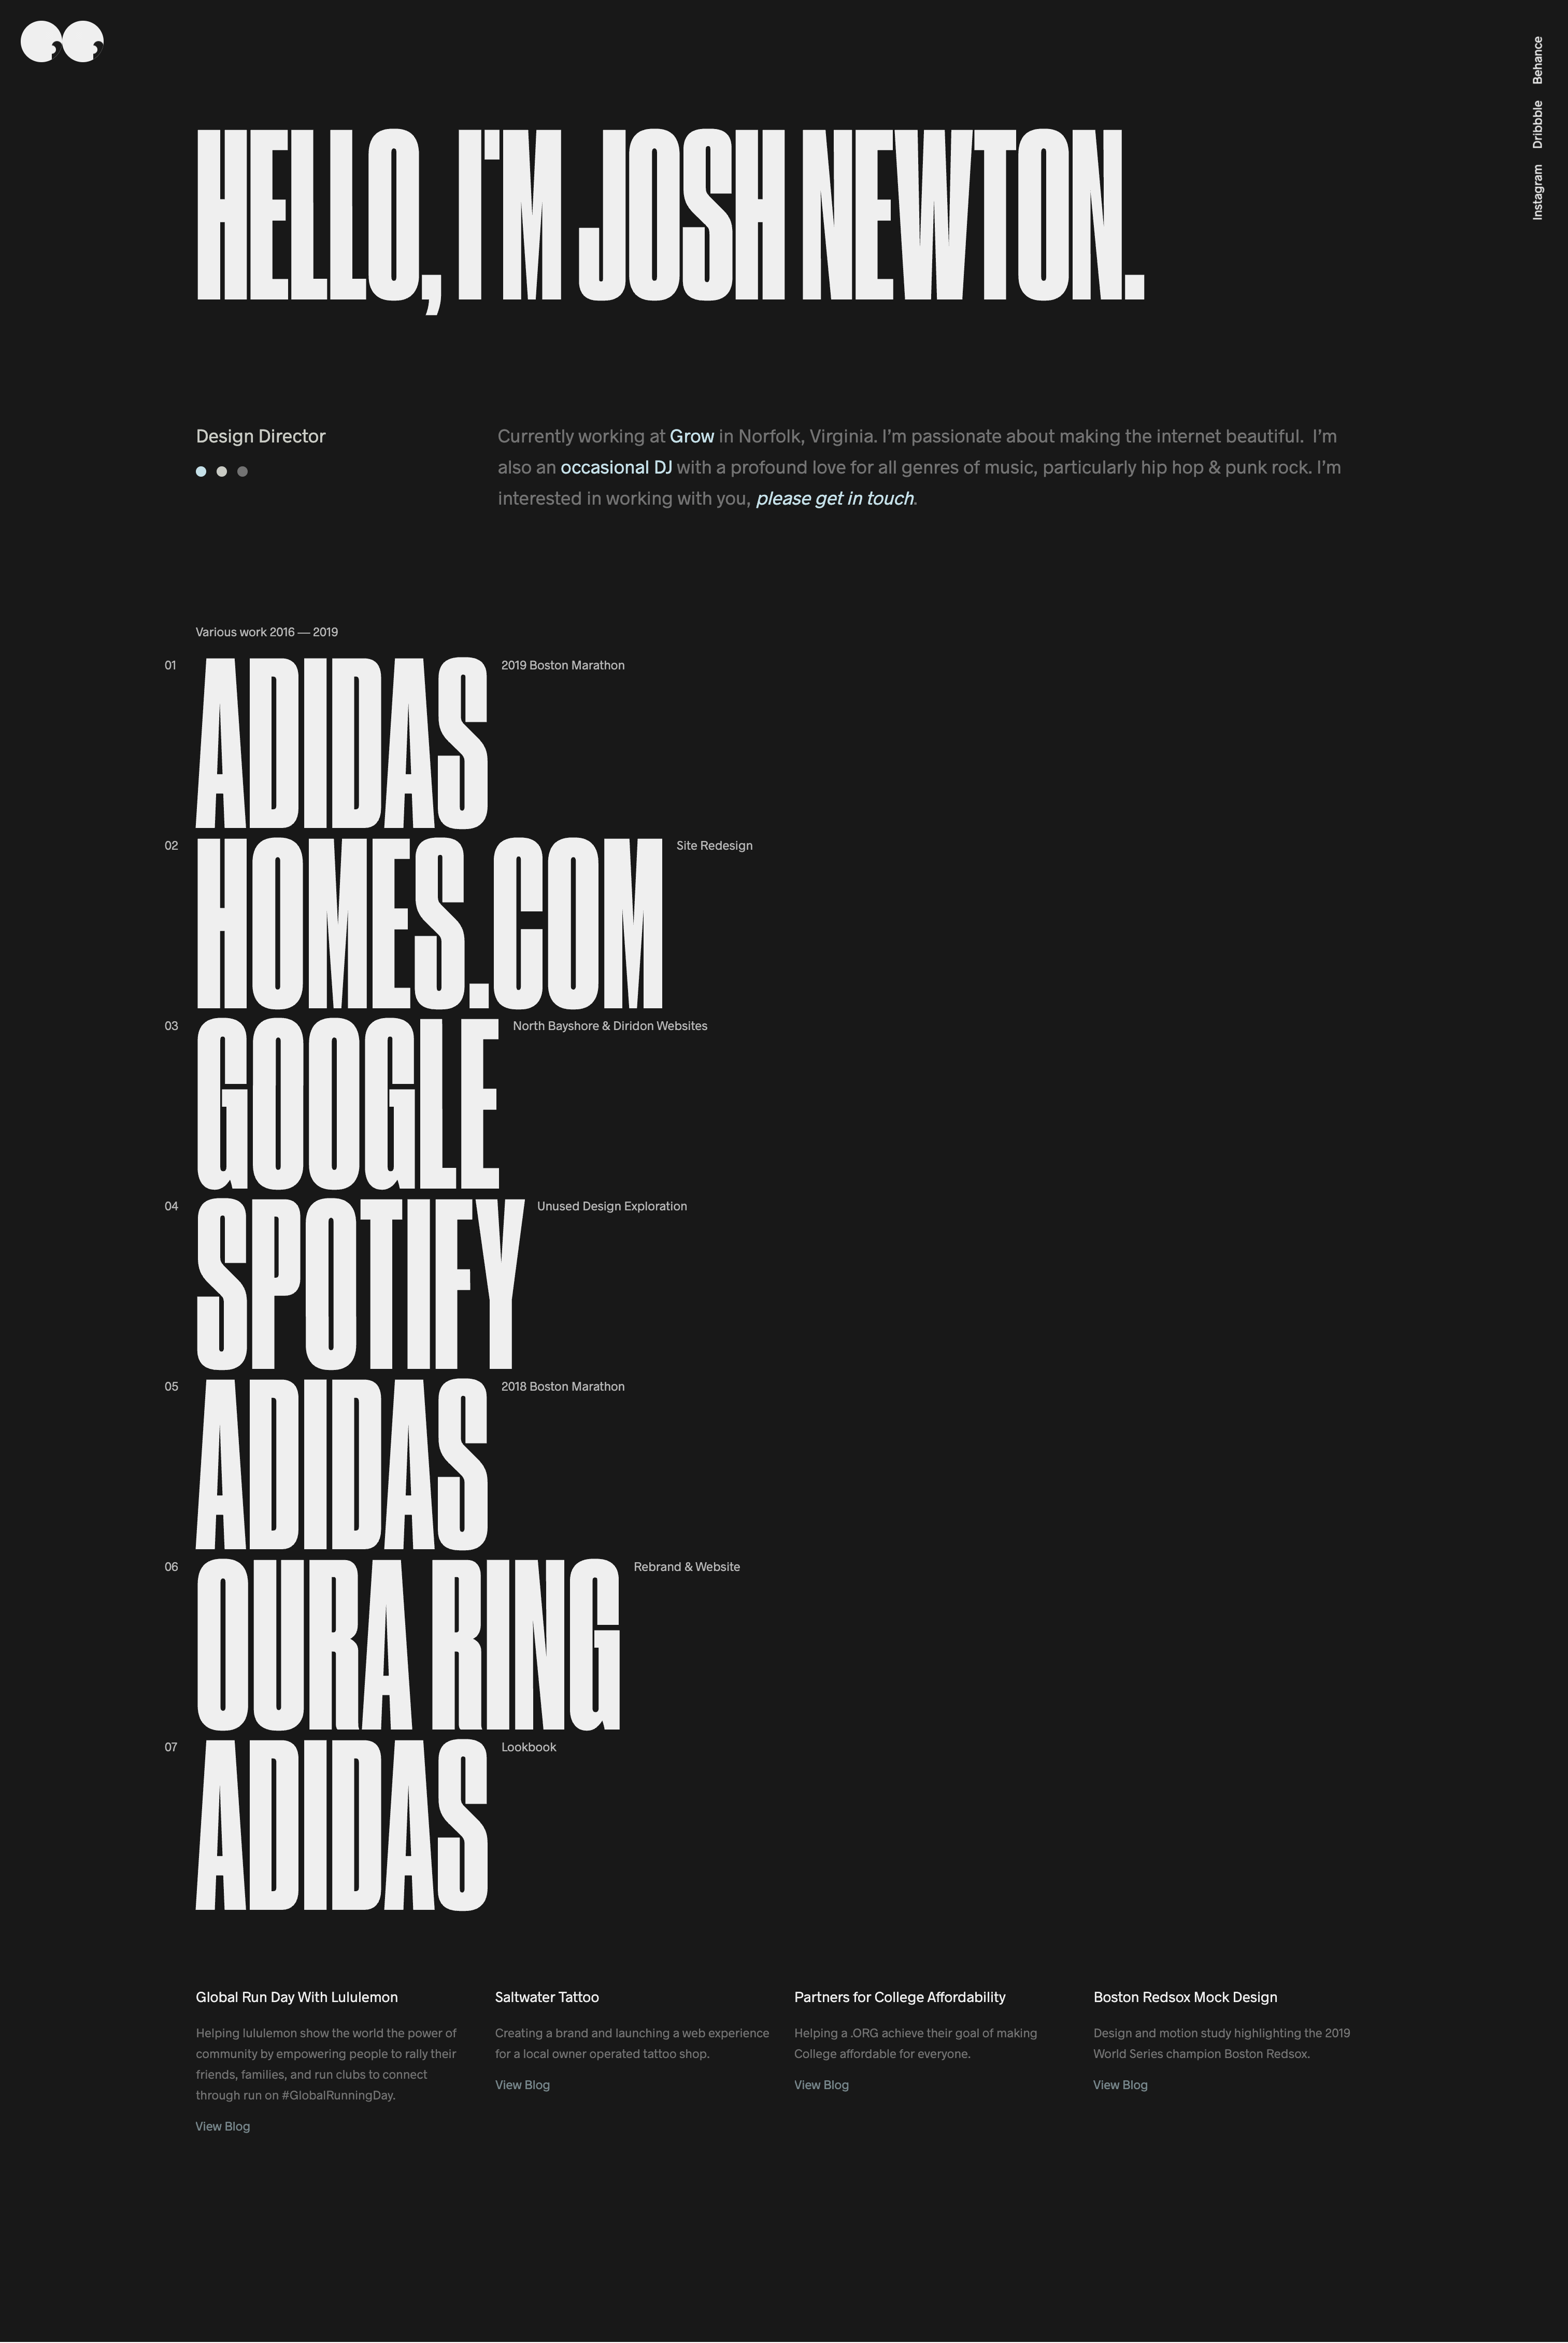 Behance
Dribbble
Instagram
HELLO, I'M JOSH NEWTON.
Design Director
Currently working at Grow in Norfolk, Virginia. I’m passionate about making the internet beautiful.  I’m
also an occasional DJ with a profound love for all genres of music, particularly hip hop & punk rock. I’m
interested in working with you, please get in touch.
Various work 2016 — 2019
01
ADIDAS
2019 Boston Marathon
02
HOMES.COM
Site Redesign
03
GOOGLE
North Bayshore & Diridon Websites
04
SPOTIFY
Unused Design Exploration
05
ADIDAS
2018 Boston Marathon
06
OURA RING
Rebrand & Website
07
ADIDAS
Lookbook
Global Run Day With Lululemon
Helping lululemon show the world the power of
community by empowering people to rally their
friends, families, and run clubs to connect
through run on #GlobalRunningDay.
View Blog
Saltwater Tattoo
Creating a brand and launching a web experience
for a local owner operated tattoo shop.
View Blog
Partners for College Affordability
Helping a .ORG achieve their goal of making
College affordable for everyone.
View Blog
Boston Redsox Mock Design
Design and motion study highlighting the 2019
World Series champion Boston Redsox.
View Blog